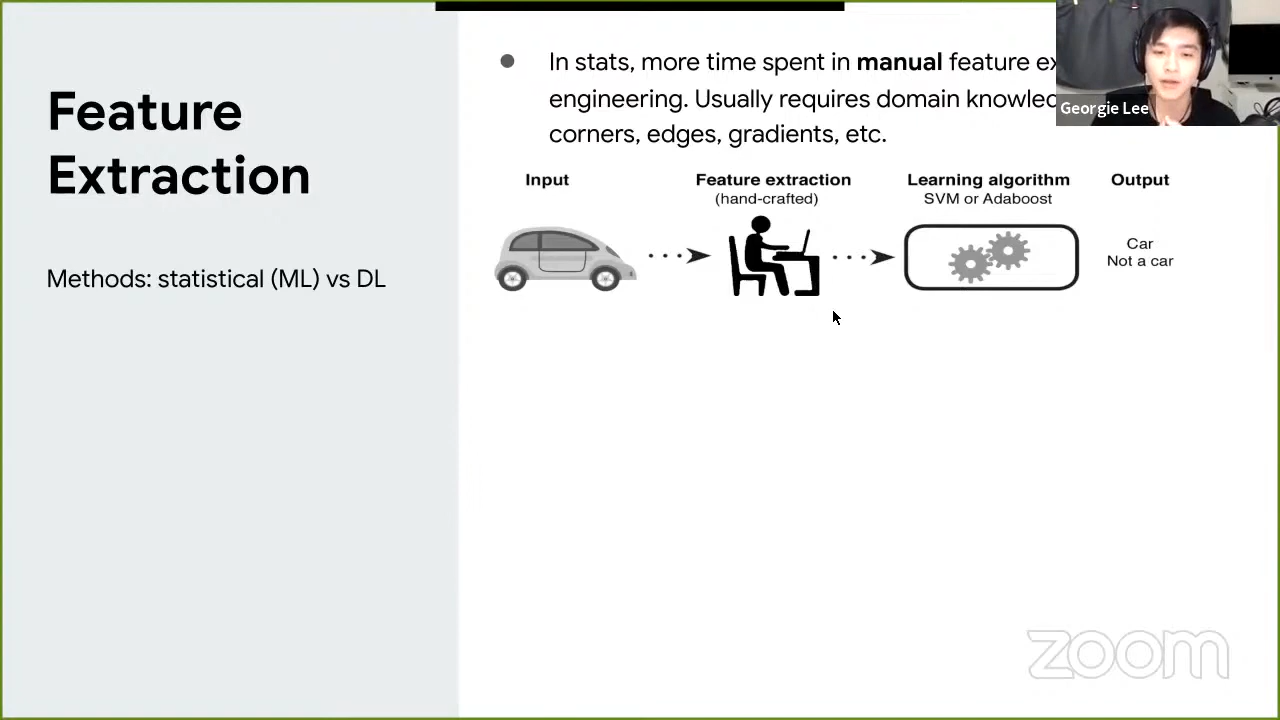 Feature
Extraction
Methods: statistical (ML) vs DL
In stats, more time spent in manual feature
engineering. Usually requires domain
corners, edges, gradients, etc.
Georgie Lee
Input
Feature extraction
(hand-crafted)
Learning algorithm
SVM or Adaboost
Output
Car
Not a car
zoom